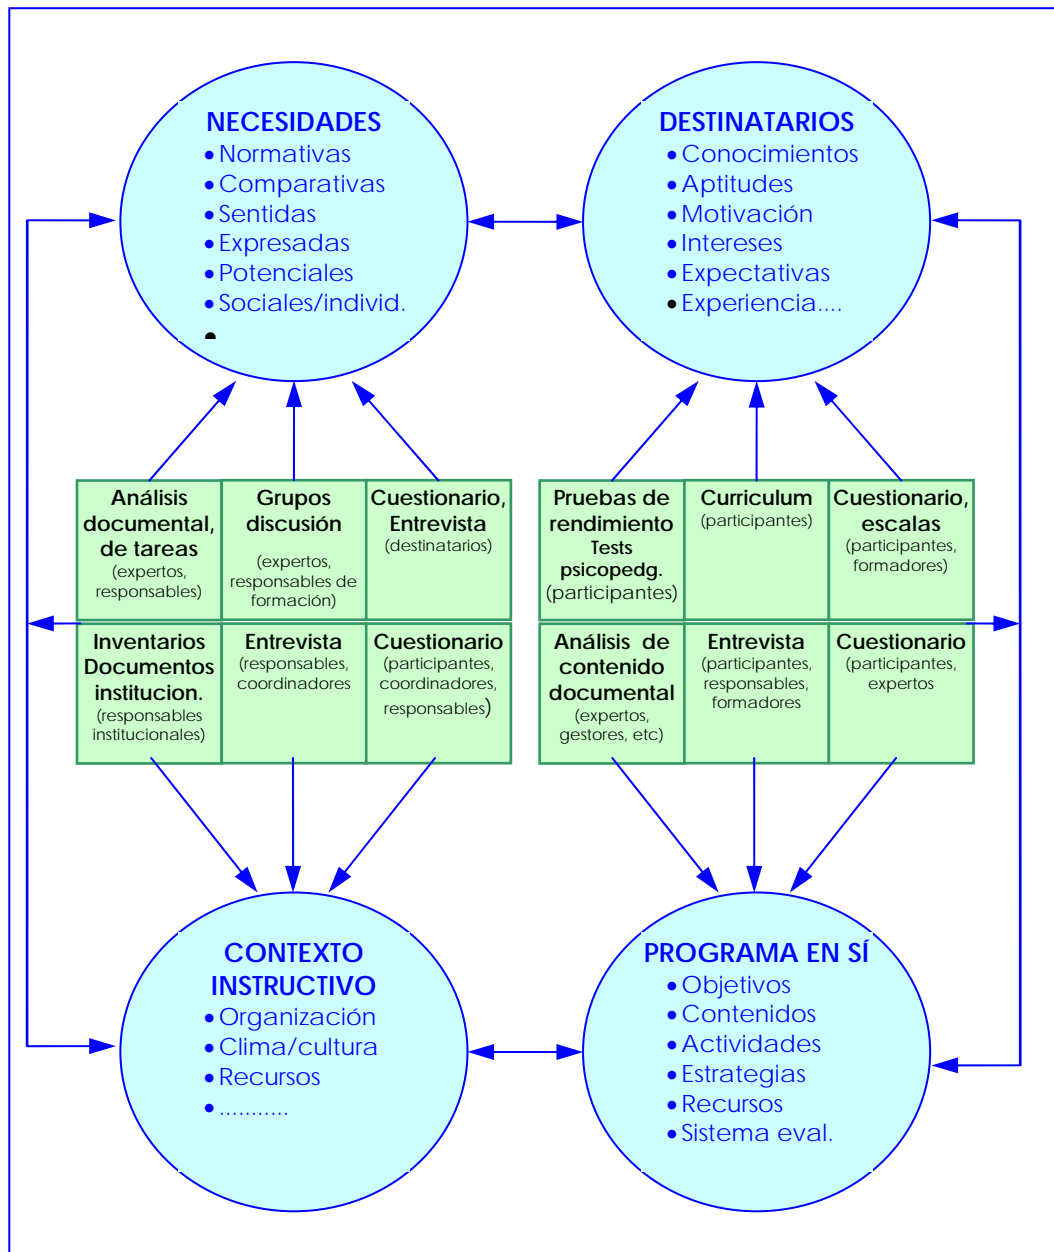 NECESIDADES
• Normativas
• Comparativas
• Sentidas
• Expresadas
• Potenciales
• Sociales/individ.
•
DESTINATARIOS
• Conocimientos
• Aptitudes
• Motivación
• Intereses
• Expectativas
• Experiencia....
Análisis
documental,
de tareas
(expertos,
responsables)
Grupos
discusión
(expertos,
responsables de
formación)
Cuestionario,
Entrevista
(destinatarios)
Pruebas de
rendimiento
Tests
psicopedg.
(participantes)
Curriculum
(participantes)
Cuestionario,
escalas
(participantes,
formadores)
Inventarios
Documentos
institucion.
(responsables
institucionales)
Entrevista
(responsables,
coordinadores
Cuestionario
(participantes,
coordinadores,
responsables)
Análisis de
contenido
documental
(expertos,
gestores, etc)
Entrevista
(participantes,
responsables,
formadores
Cuestionario
(participantes,
expertos
CONTEXTO
INSTRUCTIVO
• Organización
• Clima/cultura
• Recursos
• ...........
PROGRAMA EN SÍ
• Objetivos
• Contenidos
• Actividades
• Estrategias
• Recursos
• Sistema eval.